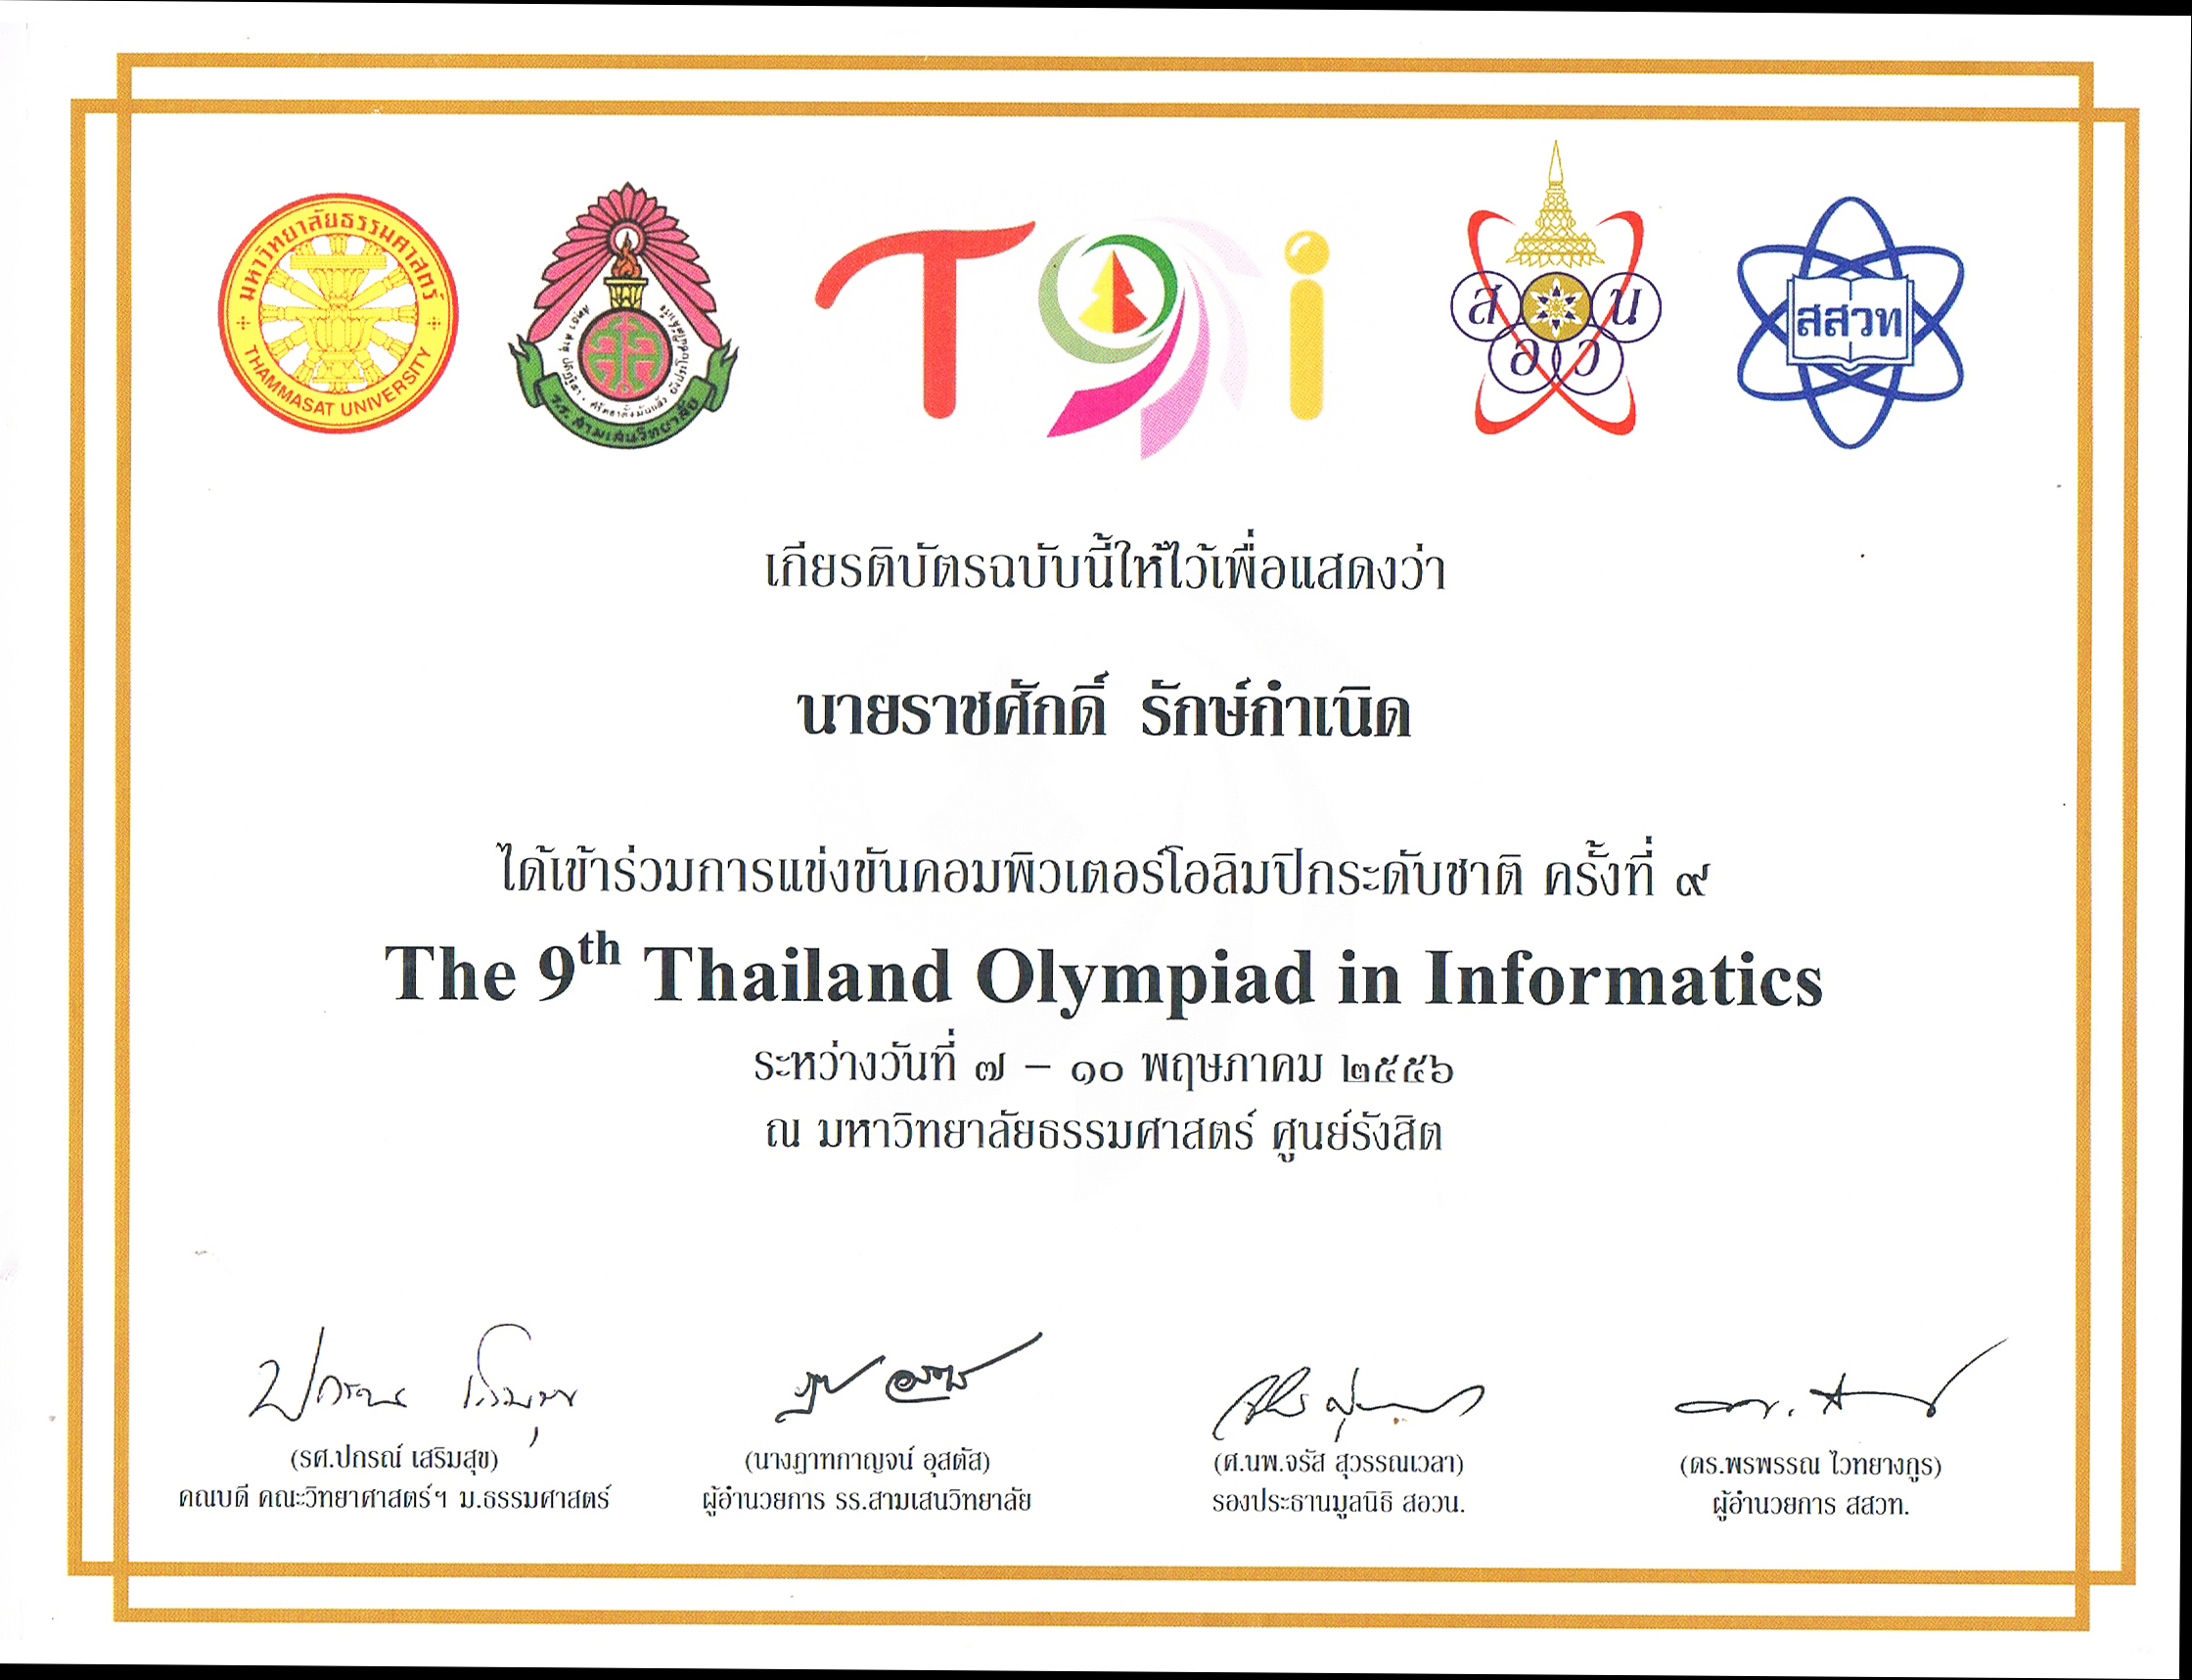 มหาวิทยาลัยธรรมศาสตร์
THAMMASAT UNIVERSITY
ร.ร. สามเสนวิทยาลัย
T9i
ส น
อ ว
สสวท
เกียรติบัตรฉบับนี้ให้ไว้เพื่อแสดงว่า
นายราชศักดิ์ รักษ์กำเนิด
ได้เข้าร่วมการแข่งขันคอมพิวเตอร์โอลิมปิกระดับชาติ ครั้งที่ ๙
The 9th Thailand Olympiad in Informatics
ระหว่างวันที่ ๗ – ๑๐ พฤษภาคม ๒๕๕๖
ณ มหาวิทยาลัยธรรมศาสตร์ ศูนย์รังสิต
(รศ.ปกรณ์ เสริมสุข)
คณบดี คณะวิทยาศาสตร์ฯ ม.ธรรมศาสตร์
(นางฏาทกาญจน์ อุสตัส)
ผู้อำนวยการ รร.สามเสนวิทยาลัย
(ศ.นพ.จรัส สุวรรณเวลา)
รองประธานมูลนิธิ สอวน.
(ดร.พรพรรณ ไวทยางกูร)
ผู้อำนวยการ สสวท.